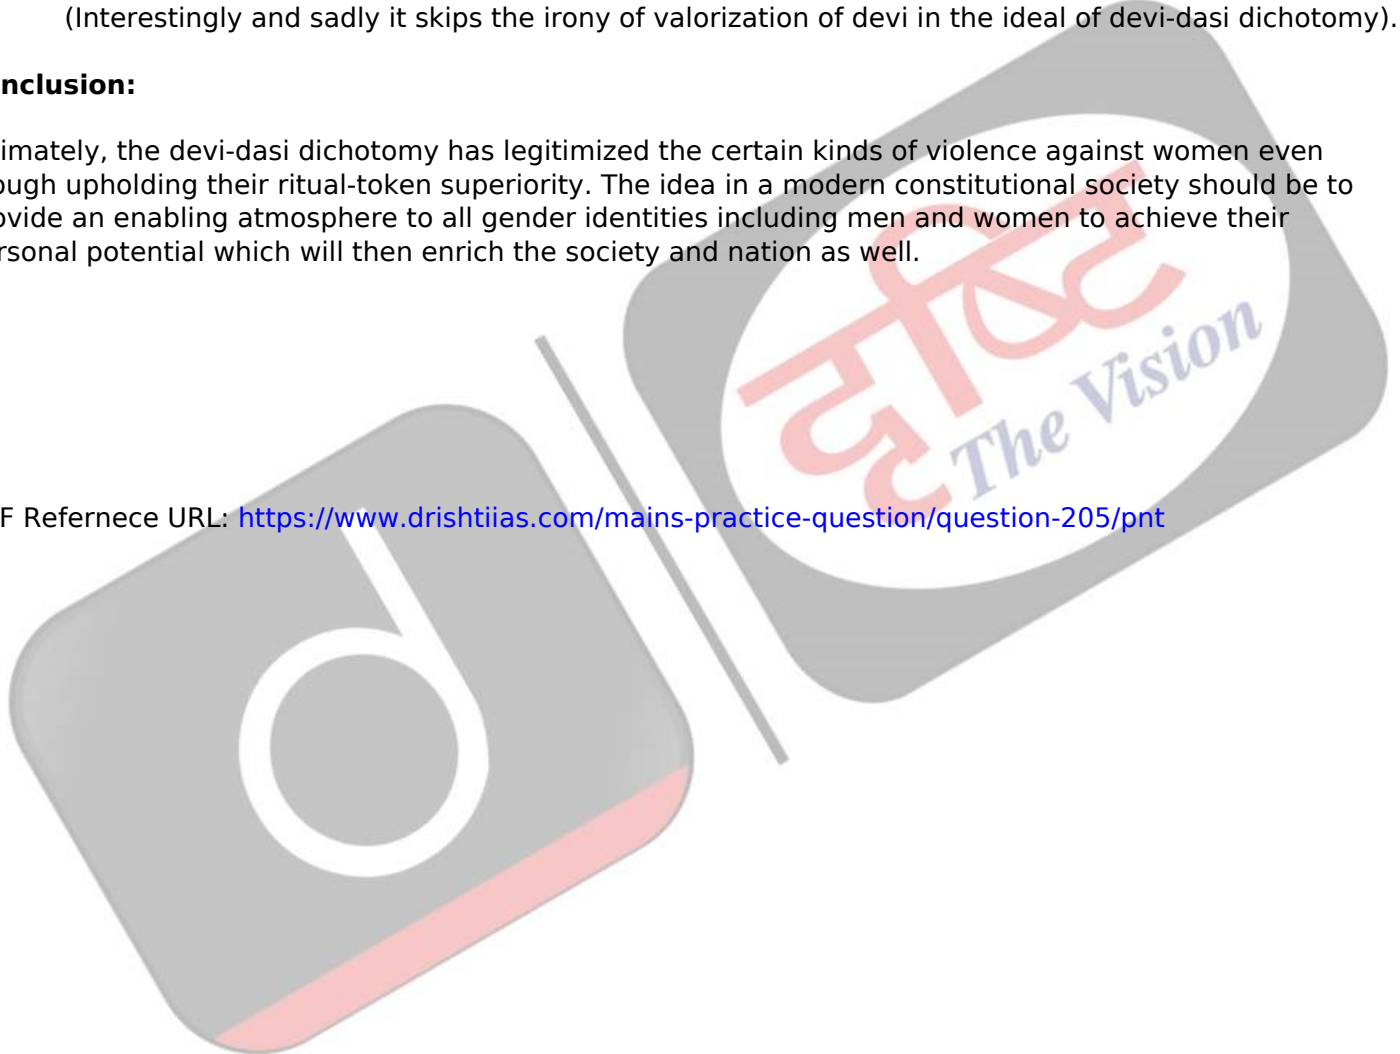 (Interestingly and sadly it skips the irony of valorization of devi in the ideal of devi-dasi dichotomy).
nclusion:
imately, the devi-dasi dichotomy has legitimized the certain kinds of violence against women even
ough upholding their ritual-token superiority. The idea in a modern constitutional society should be to
ovide an enabling atmosphere to all gender identities including men and women to achieve their
rsonal potential which will then enrich the society and nation as well.
दृष्टि
The Vision
F Refernece URL: https://www.drishtiias.com/mains-practice-question/question-205/pnt
d